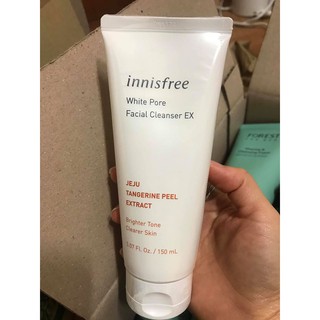 innisfree
White Pore
Facial Cleanser EX
JEJU
TANGERINE PEEL
EXTRACT
Brighter Tone
Clearer Skin
5.07 Fl. Oz. / 150 mL
FOREST